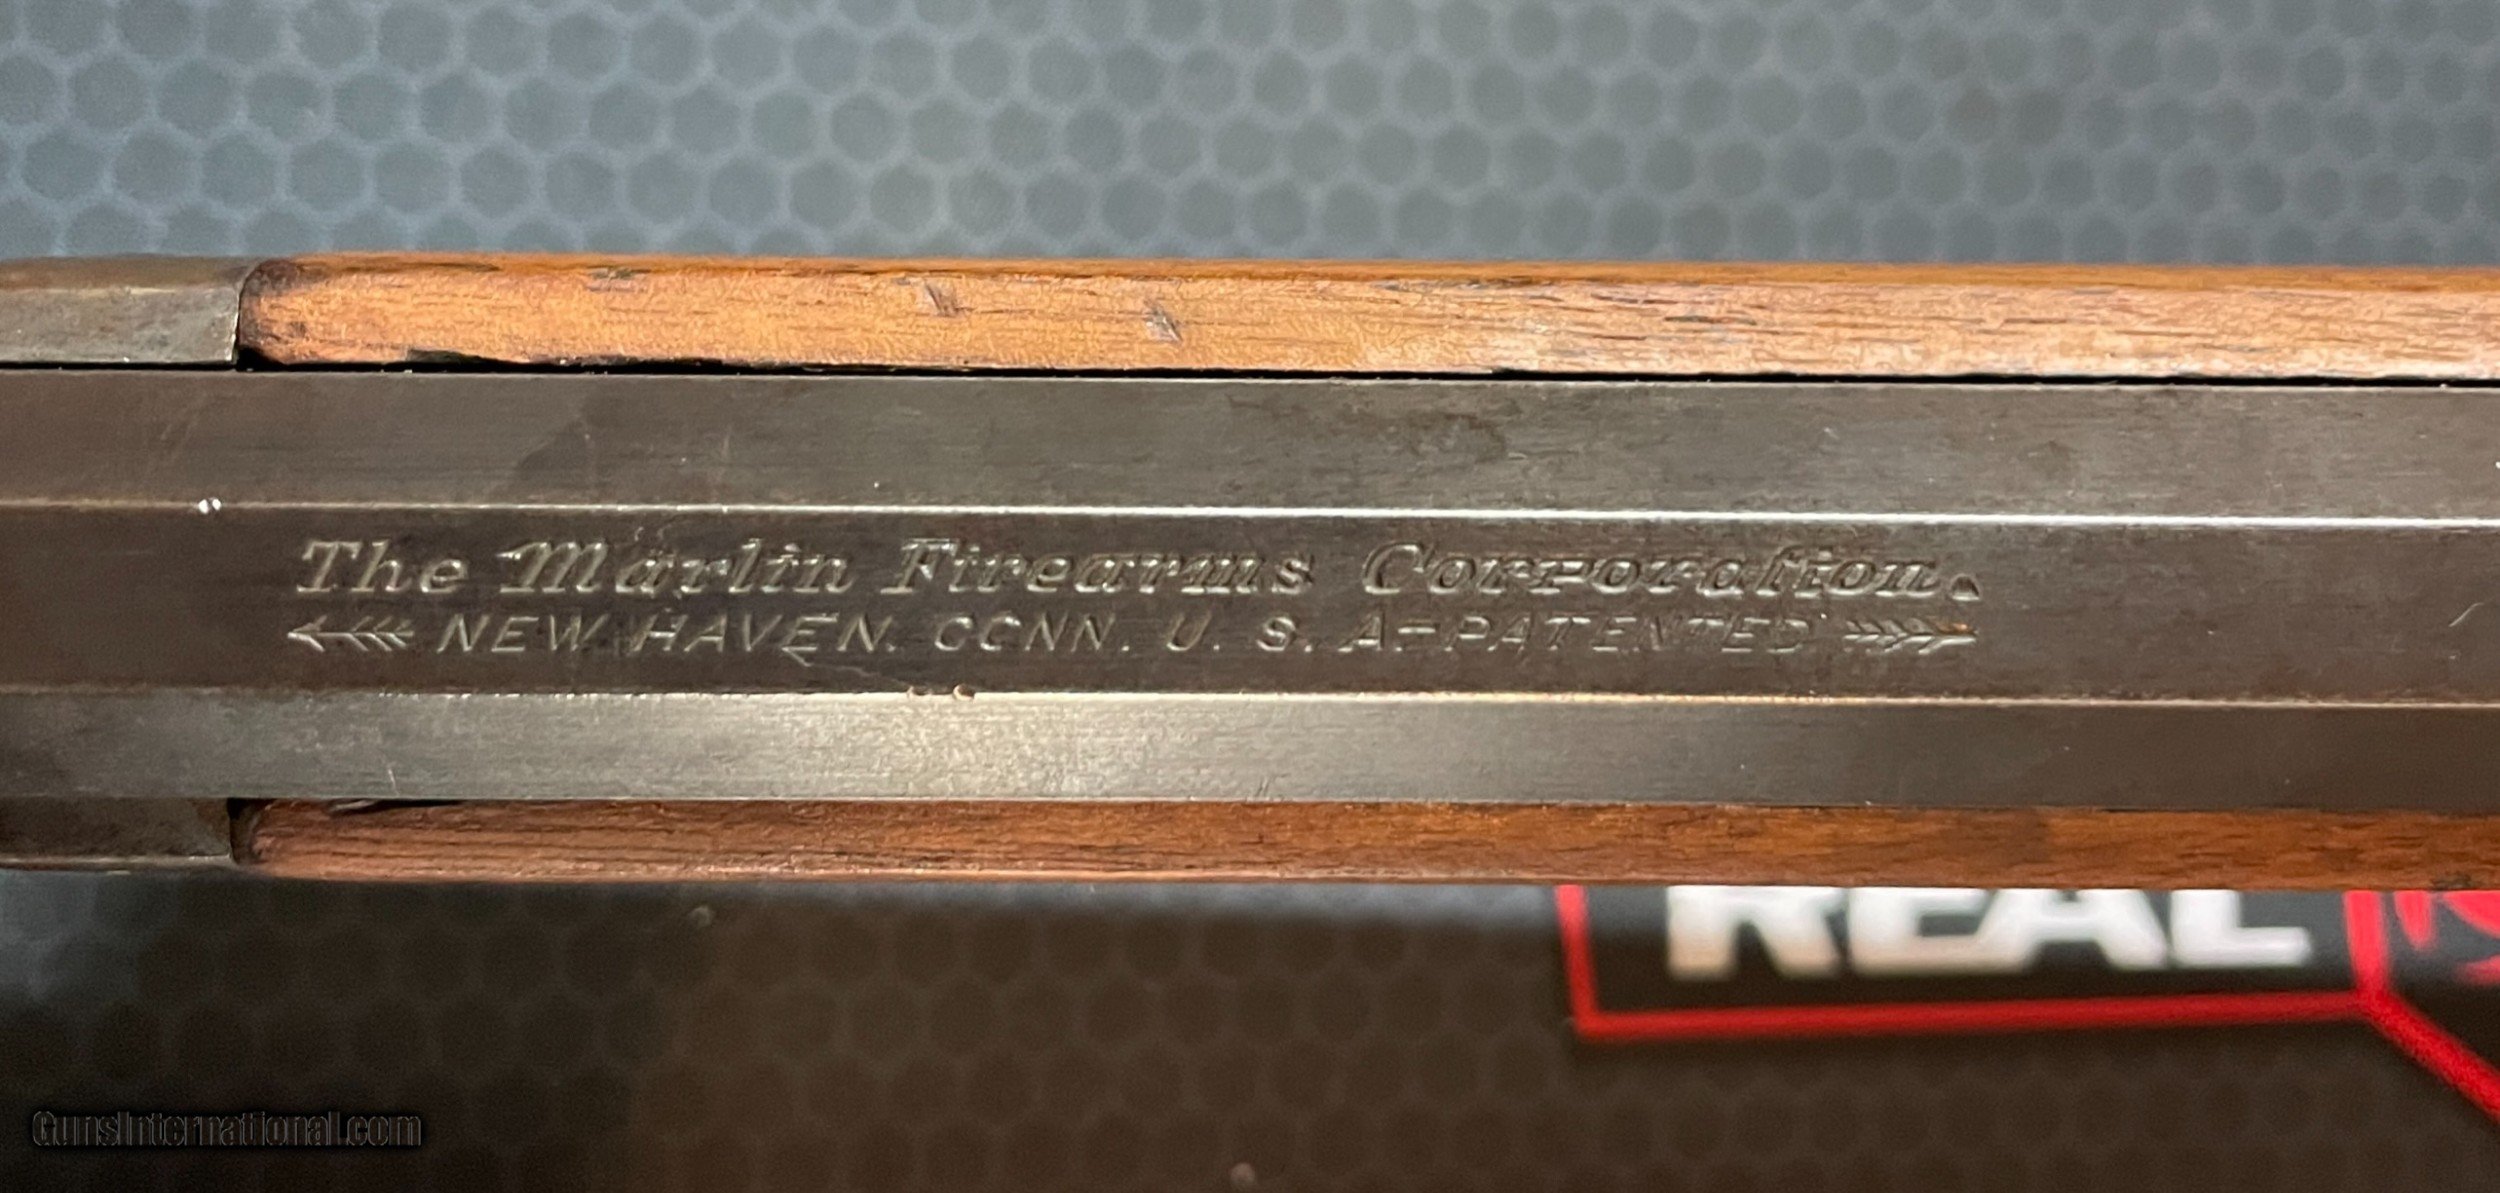 The Marlin Firearms Corporation.
NEW HAVEN. CONN. U. S. A.-PATENTED
REAL
GunsInternational.com